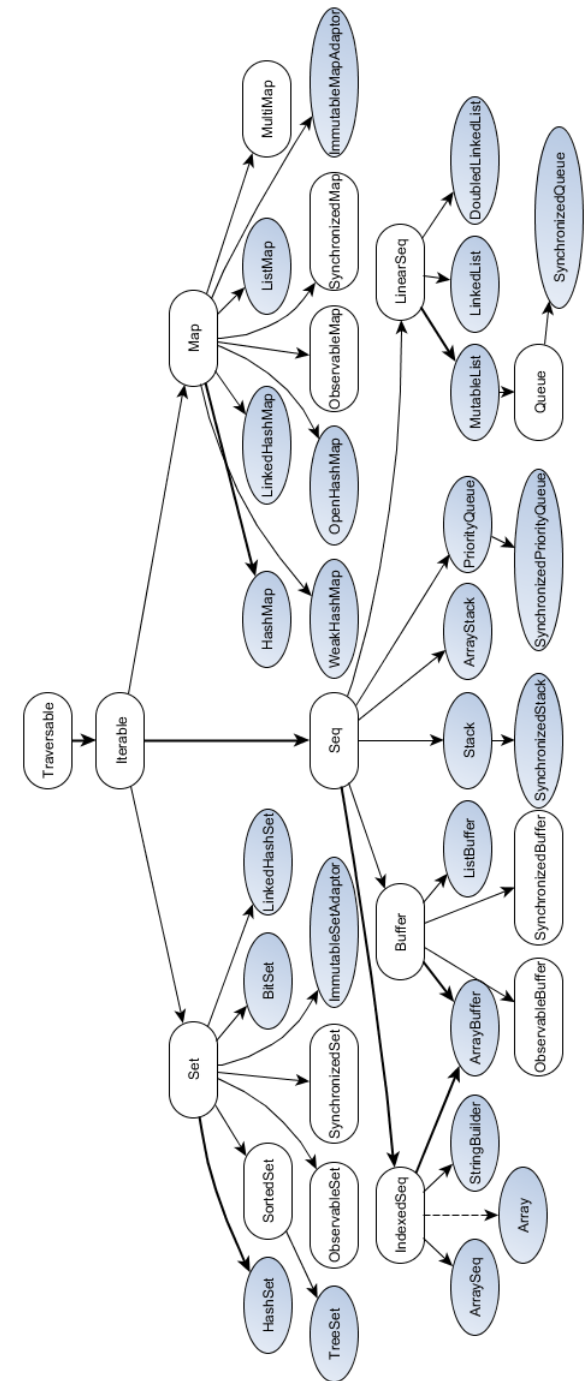 Traversable
Iterable
Set
Map
HashSet
SortedSet
BitSet
LinkedHashSet
HashMap
LinkedHashMap
ListMap
MultiMap
TreeSet
ObservableSet
SynchronizedSet
ImmutableSetAdaptor
WeakHashMap
OpenHashMap
ObservableMap
SynchronizedMap
ImmutableMapAdaptor
Seq
IndexedSeq
Buffer
LinearSeq
ArraySeq
StringBuilder
ArrayBuffer
ListBuffer
Stack
ArrayStack
PriorityQueue
MutableList
LinkedList
DoubledLinkedList
Array
ObservableBuffer
SynchronizedBuffer
SynchronizedStack
SynchronizedPriorityQueue
Queue
SynchronizedQueue